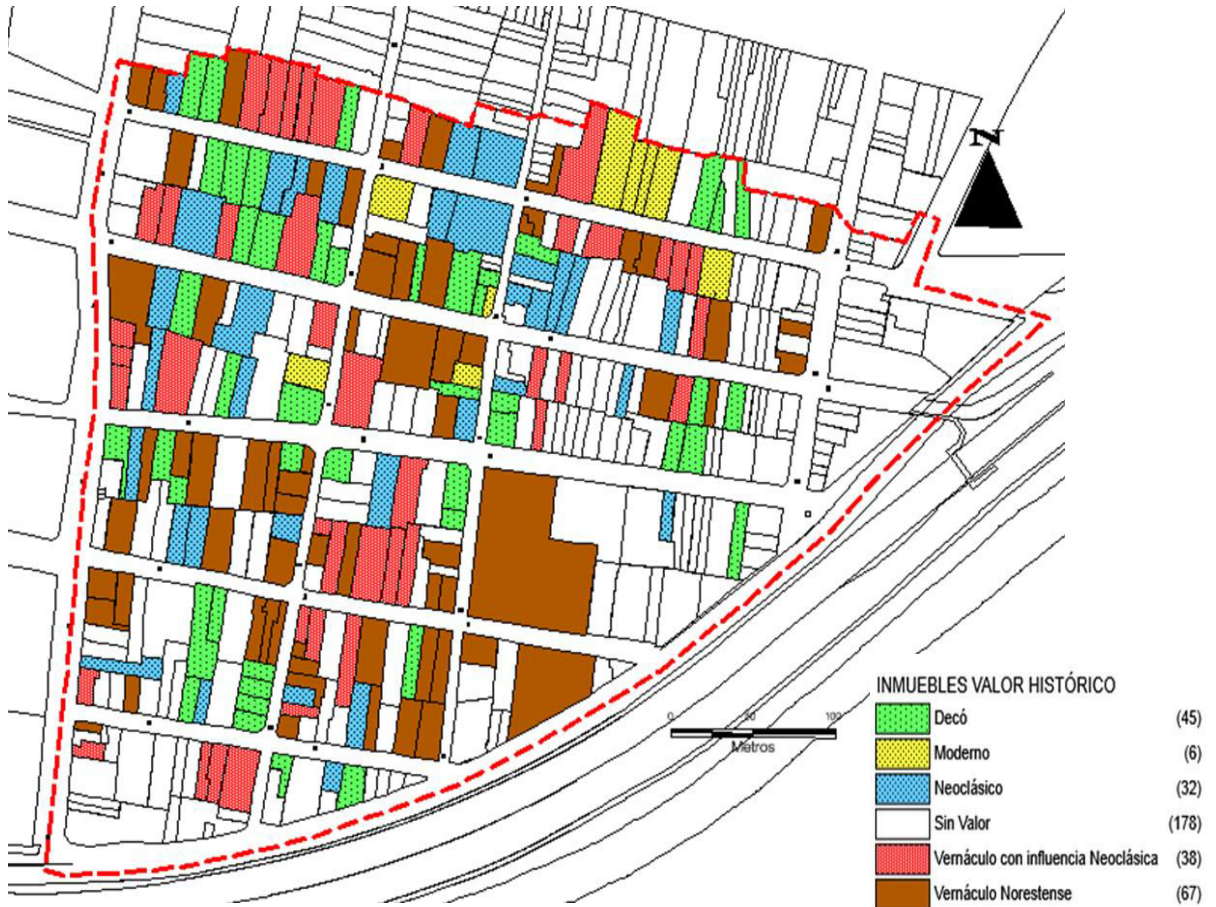 N
INMUEBLES VALOR HISTÓRICO
0 50 100
Metros
Decó (45)
Moderno (6)
Neoclásico (32)
Sin Valor (178)
Vernáculo con influencia Neoclásica (38)
Vernáculo Norestense (67)